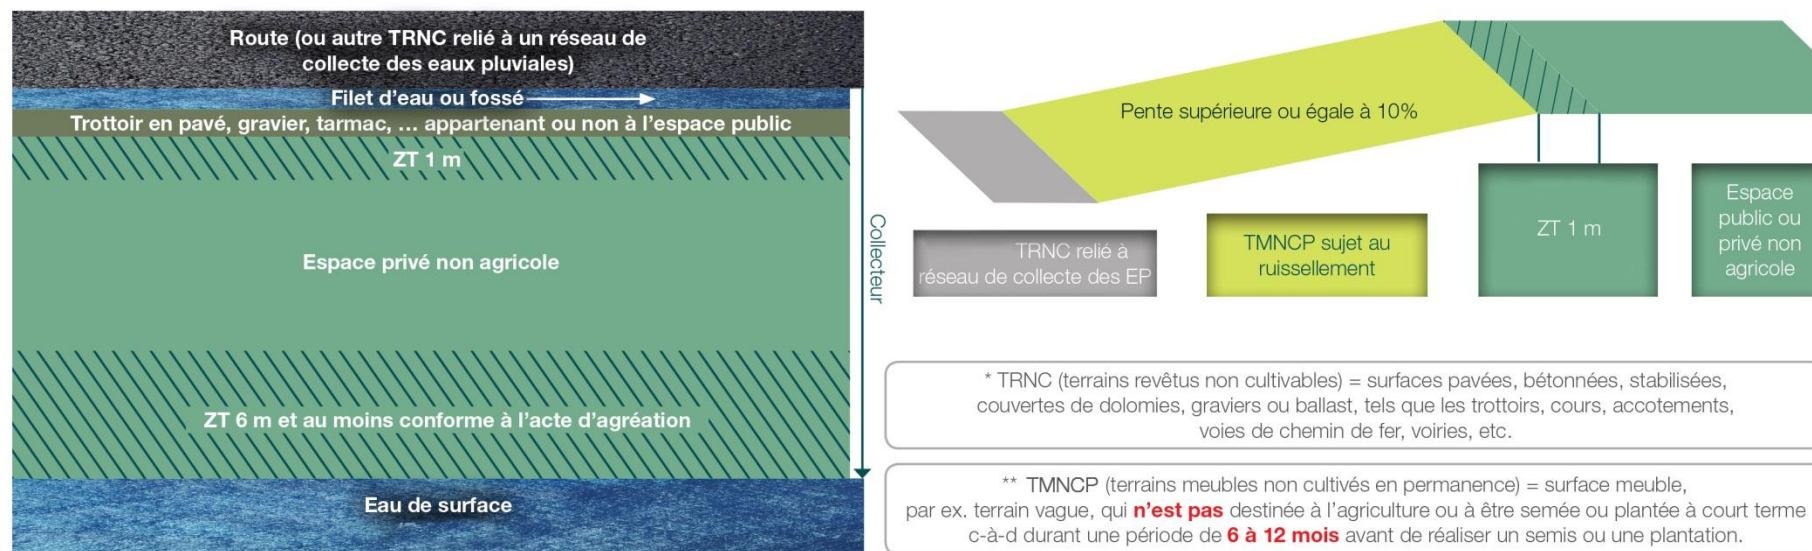 Route (ou autre TRNC relié à un réseau de
collecte des eaux pluviales)
Filet d'eau ou fossé
Trottoir en pavé, gravier, tarmac, ... appartenant ou non à l'espace public
ZT 1 m
Espace privé non agricole
ZT 6 m et au moins conforme à l'acte d'agréation
Eau de surface
Collecteur
Pente supérieure ou égale à 10%
TRNC relié à
réseau de collecte des EP
TMNCP sujet au
ruissellement
ZT 1 m
Espace
public ou
privé non
agricole
* TRNC (terrains revêtus non cultivables) = surfaces pavées, bétonnées, stabilisées,
couvertes de dolomies, graviers ou ballast, tels que les trottoirs, cours, accotements,
voies de chemin de fer, voiries, etc.
** TMNCP (terrains meubles non cultivés en permanence) = surface meuble,
par ex. terrain vague, qui n'est pas destinée à l'agriculture ou à être semée ou plantée à court terme
c-à-d durant une période de 6 à 12 mois avant de réaliser un semis ou une plantation.